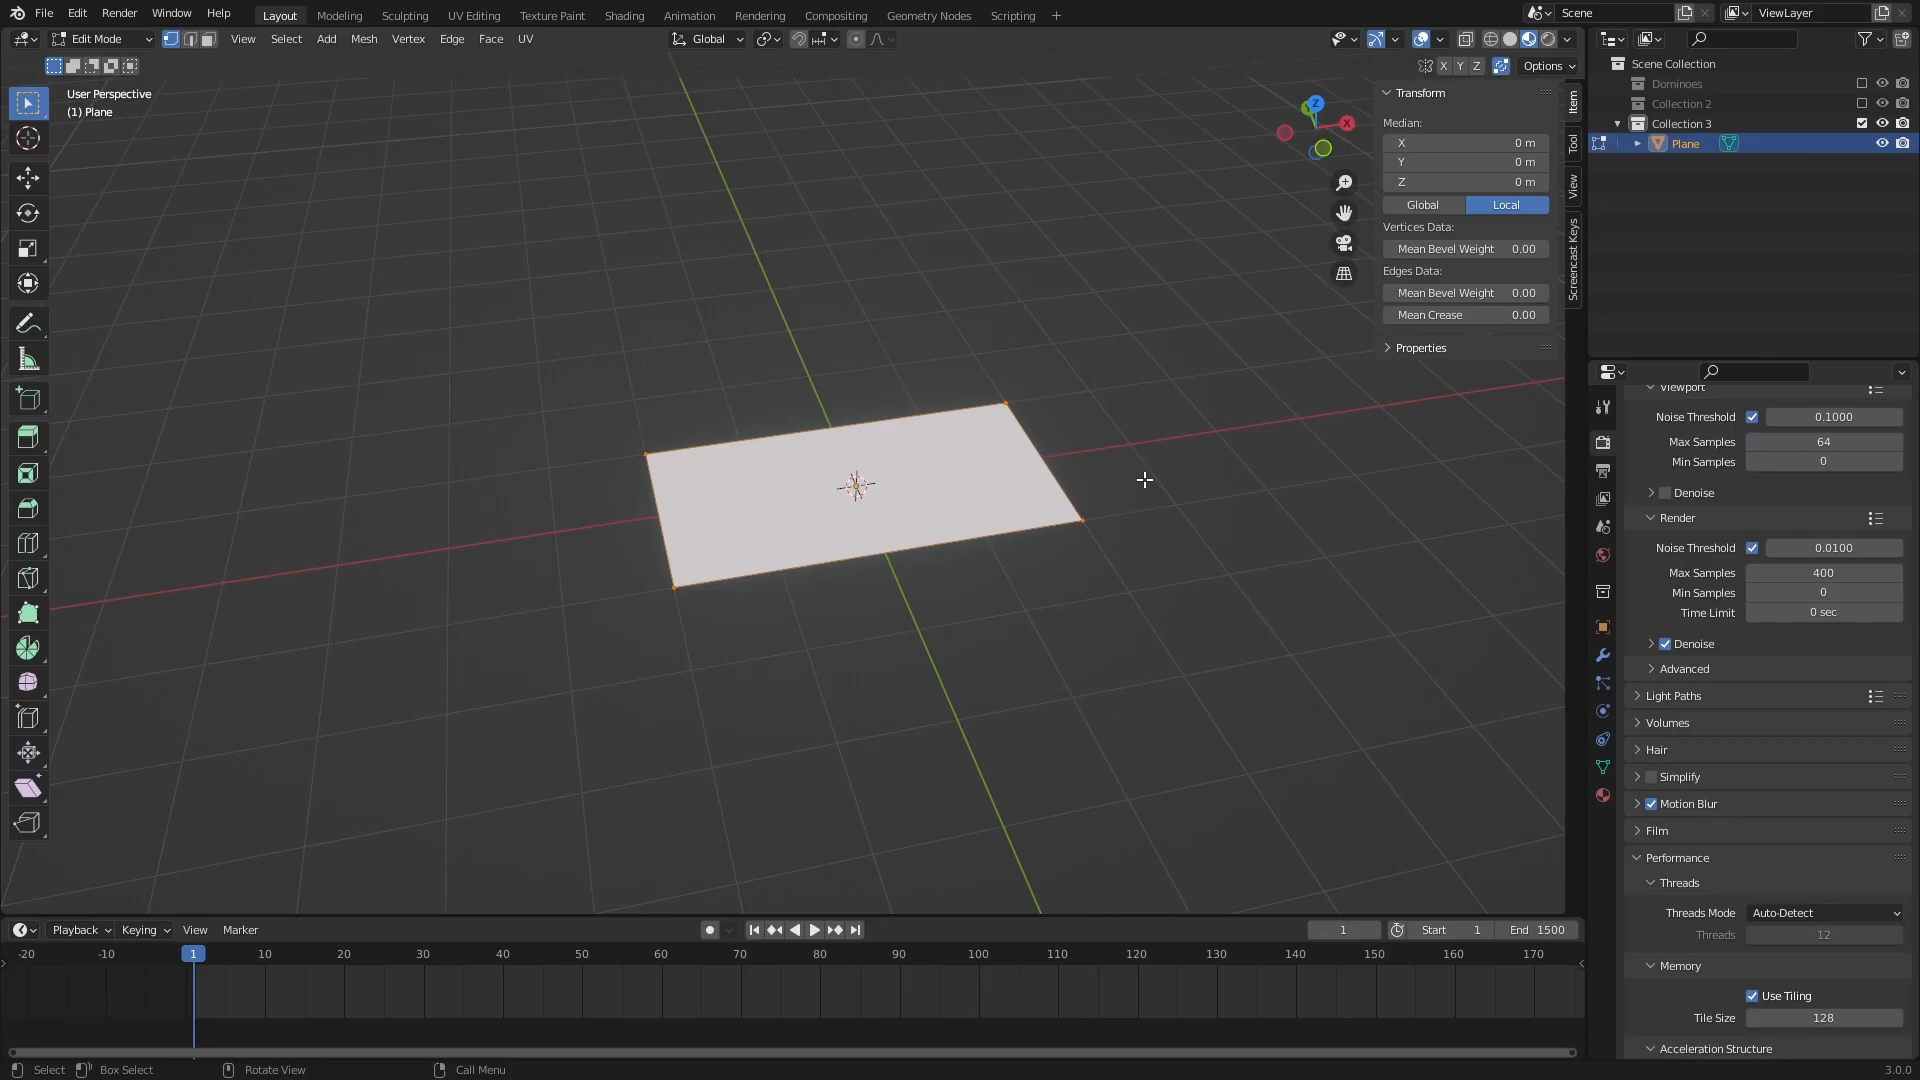 File Edit Render Window Help Layout Modeling Sculpting UV Editing Texture Paint Shading Animation Rendering Compositing Geometry Nodes Scripting + Scene ViewLayer
Edit Mode View Select Add Mesh Vertex Edge Face UV Global
X Y Z Options
User Perspective
(1) Plane
Z
X
Transform
Median:
X 0 m
Y 0 m
Z 0 m
Global Local
Vertices Data:
Mean Bevel Weight 0.00
Edges Data:
Mean Bevel Weight 0.00
Mean Crease 0.00
Properties
Item
Tool
View
Screencast Keys
Scene Collection
Dominoes
Collection 2
Collection 3
Plane
Viewport
Noise Threshold 0.1000
Max Samples 64
Min Samples 0
Denoise
Render
Noise Threshold 0.0100
Max Samples 400
Min Samples 0
Time Limit 0 sec
Denoise
Advanced
Light Paths
Volumes
Hair
Simplify
Motion Blur
Film
Performance
Threads
Threads Mode Auto-Detect
Threads 12
Memory
Use Tiling
Tile Size 128
Acceleration Structure
Playback Keying View Marker 1 Start 1 End 1500
-20 -10 1 10 20 30 40 50 60 70 80 90 100 110 120 130 140 150 160 170
Select Box Select Rotate View Call Menu 3.0.0